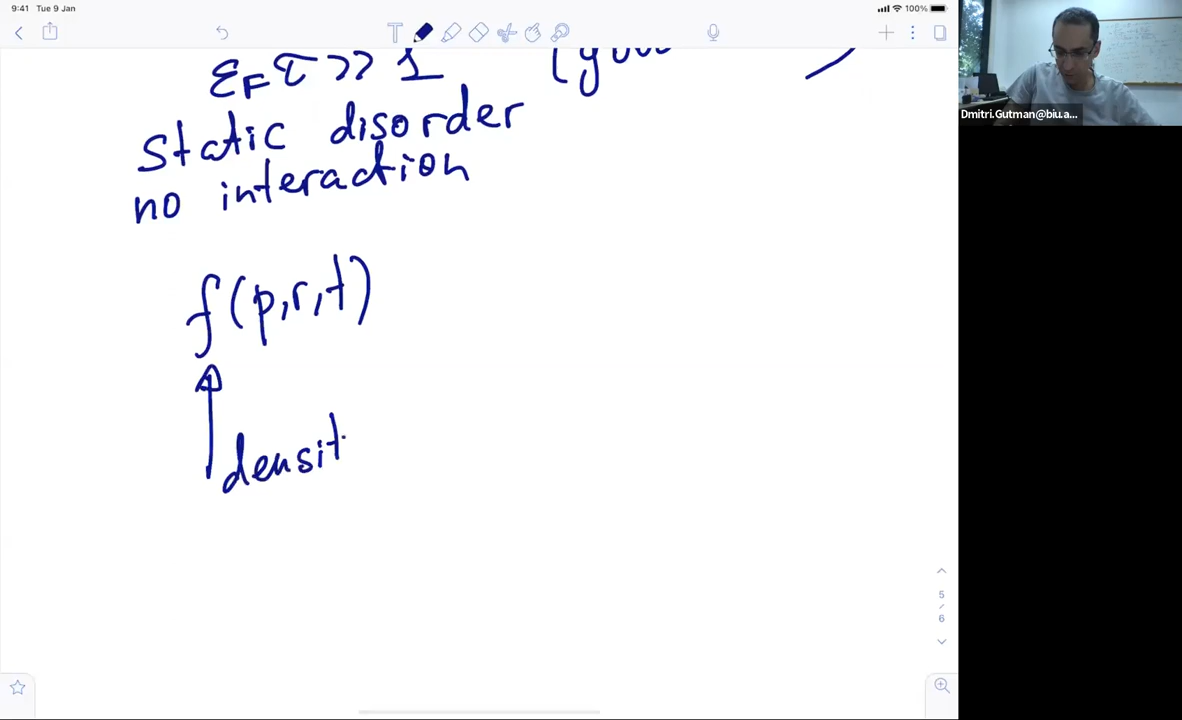 9:41 Tue 9 Jan
100%
T
ε_F τ >> 1
static disorder
no interaction
f(p,r,t)
densit
5
/
6
Dmitri.Gutman@biu.a...